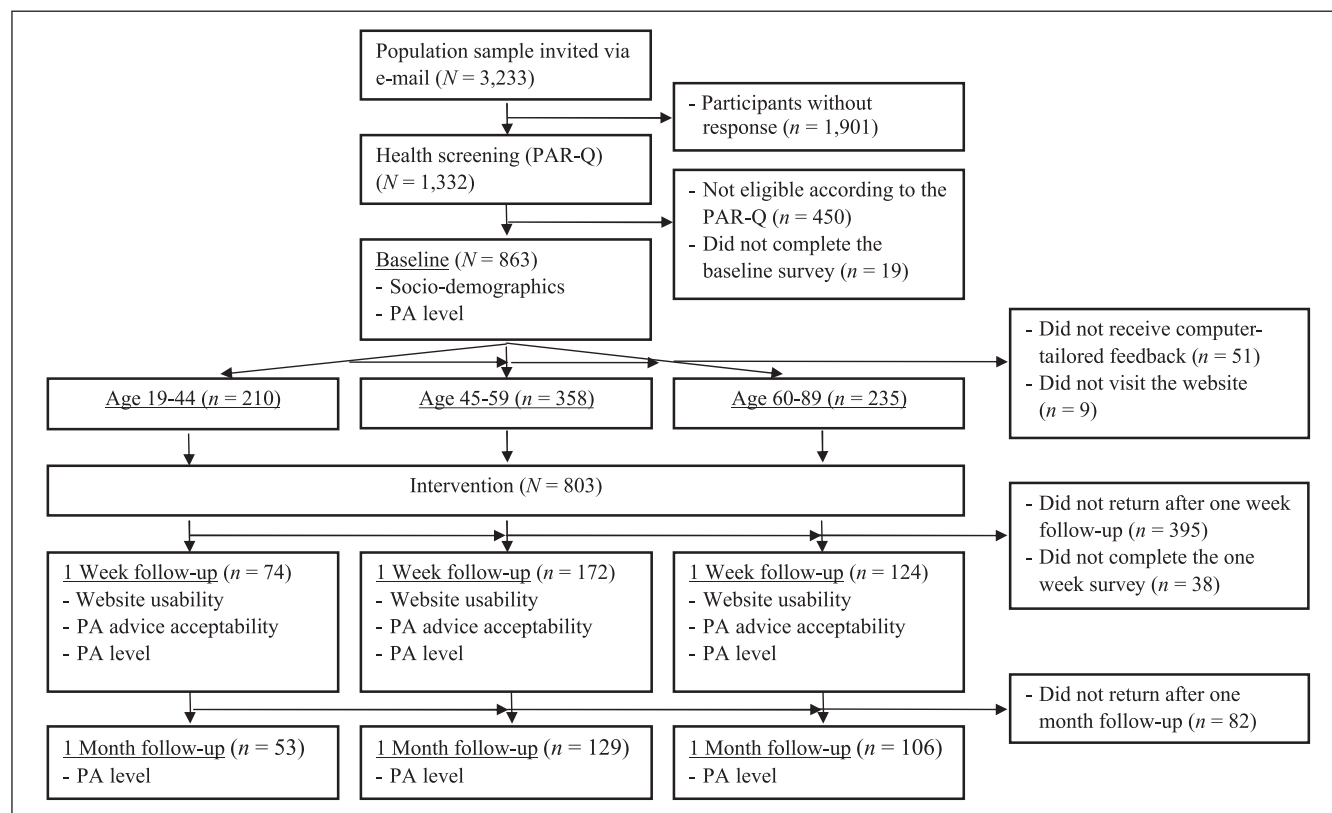 Population sample invited via
e-mail (N = 3,233)
- Participants without
response (n = 1,901)
Health screening (PAR-Q)
(N = 1,332)
- Not eligible according to the
PAR-Q (n = 450)
- Did not complete the
baseline survey (n = 19)
Baseline (N = 863)
- Socio-demographics
- PA level
- Did not receive computer-
tailored feedback (n = 51)
- Did not visit the website
(n = 9)
Age 19-44 (n = 210)
Age 45-59 (n = 358)
Age 60-89 (n = 235)
Intervention (N = 803)
- Did not return after one week
follow-up (n = 395)
- Did not complete the one
week survey (n = 38)
1 Week follow-up (n = 74)
- Website usability
- PA advice acceptability
- PA level
1 Week follow-up (n = 172)
- Website usability
- PA advice acceptability
- PA level
1 Week follow-up (n = 124)
- Website usability
- PA advice acceptability
- PA level
- Did not return after one
month follow-up (n = 82)
1 Month follow-up (n = 53)
- PA level
1 Month follow-up (n = 129)
- PA level
1 Month follow-up (n = 106)
- PA level